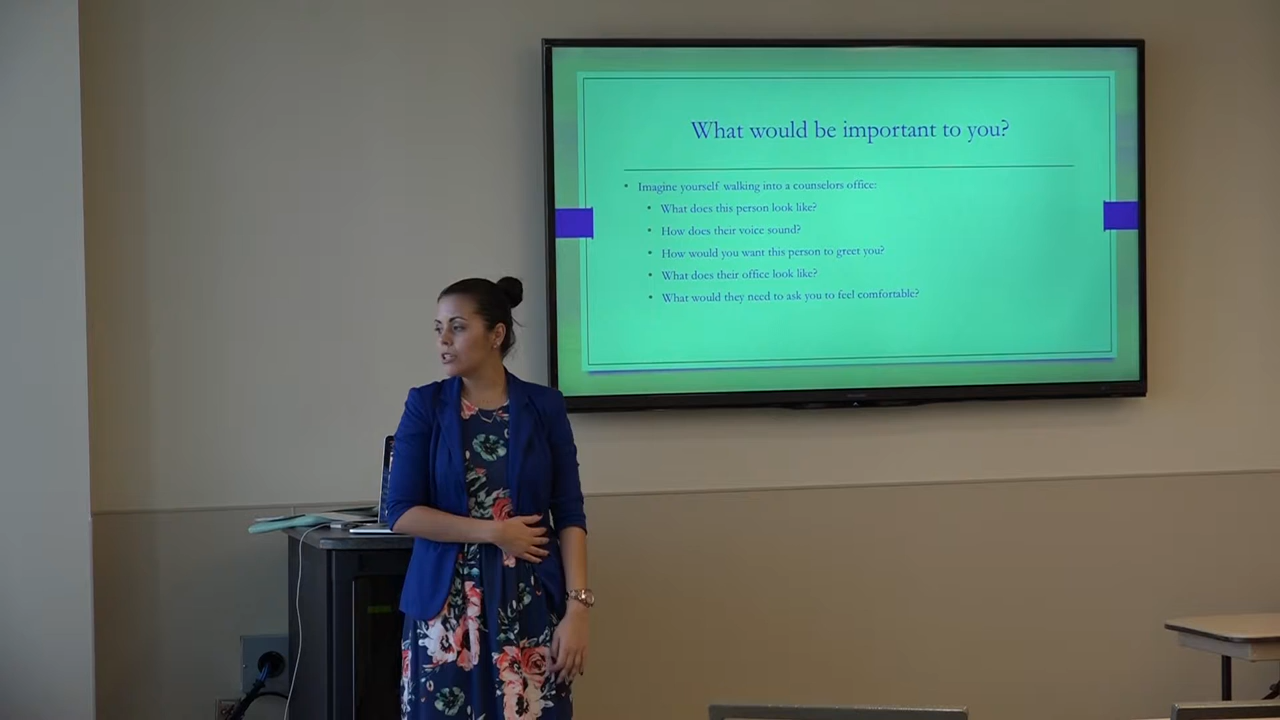 What would be important to you?
• Imagine yourself walking into a counselors office:
• What does this person look like?
• How does their voice sound?
• How would you want this person to greet you?
• What does their office look like?
• What would they need to ask you to feel comfortable?